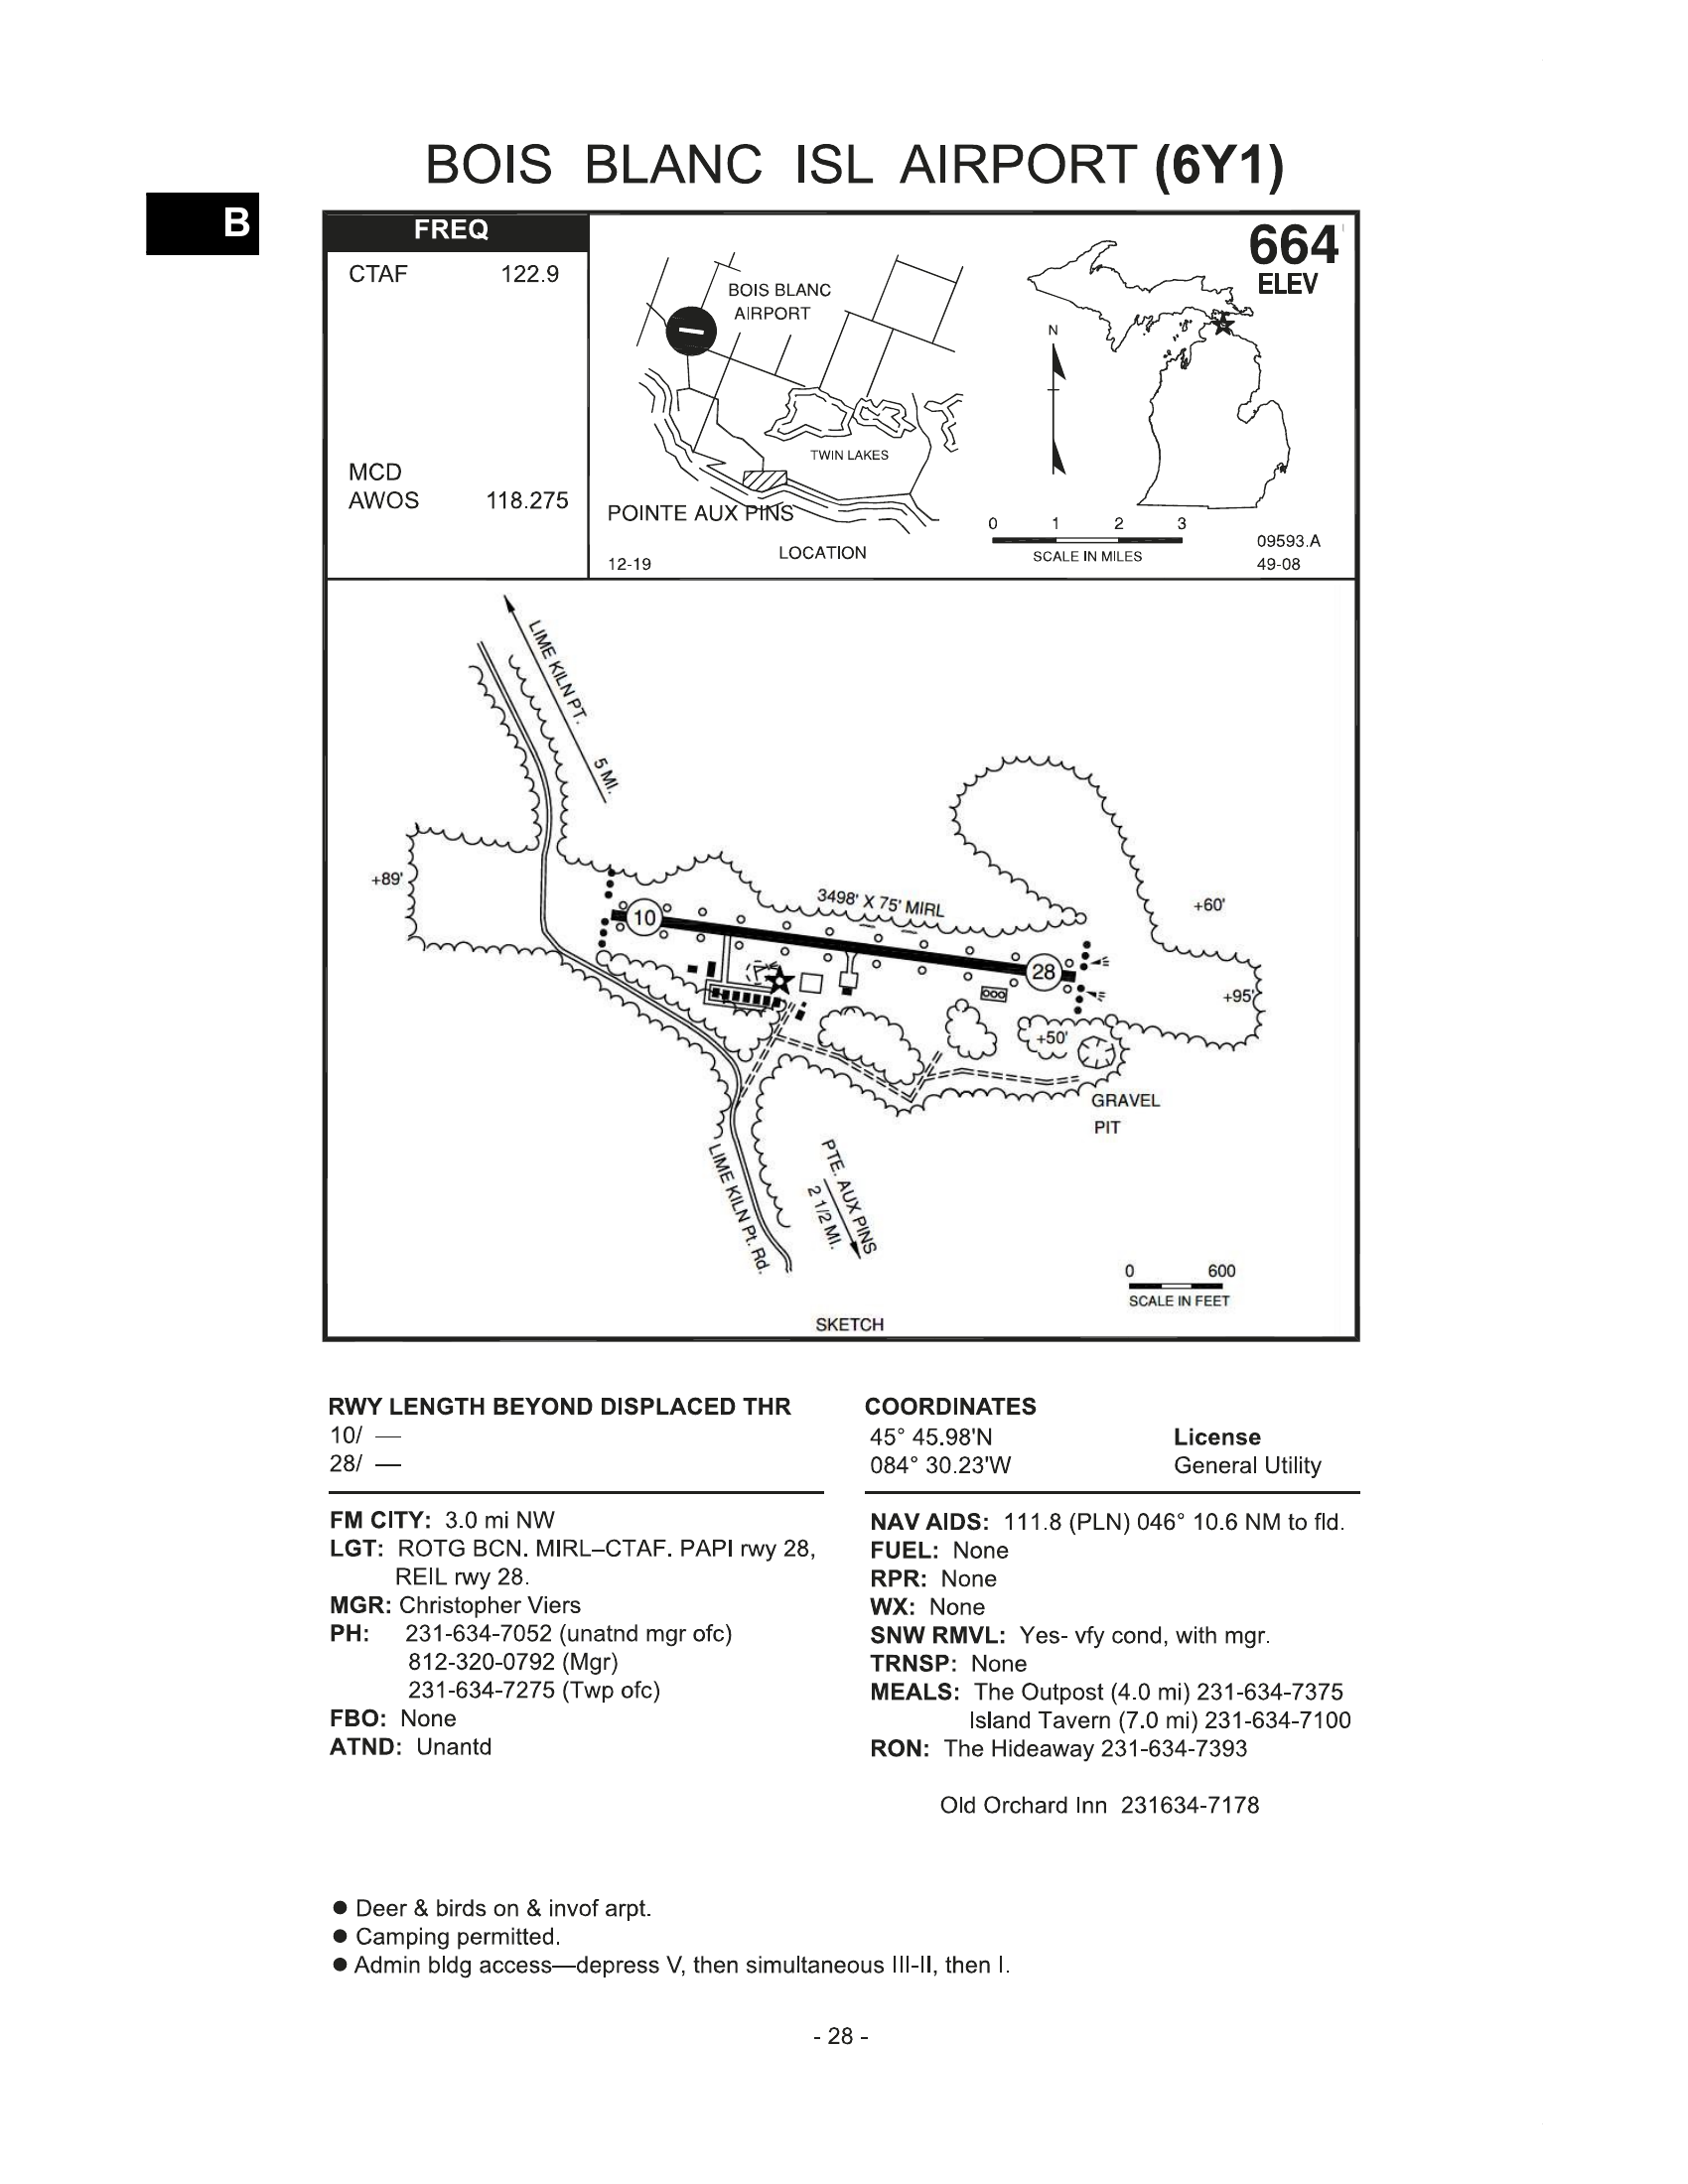 BOIS BLANC ISL AIRPORT (6Y1)
B
FREQ
CTAF 122.9
MCD
AWOS 118.275
BOIS BLANC
AIRPORT
TWIN LAKES
POINTE AUX PINS
LOCATION
12-19
664'
ELEV
N
0 1 2 3
SCALE IN MILES
09593.A
49-08
LIME KILN PT.
5 MI.
+89'
3498' X 75' MIRL
+60'
10
28
+95'
+50'
GRAVEL
PIT
LIME KILN Pt. Rd.
PTE. AUX PINS
2 1/2 MI.
0 600
SCALE IN FEET
SKETCH
RWY LENGTH BEYOND DISPLACED THR
10/ —
28/ —
COORDINATES
45° 45.98'N
084° 30.23'W
License
General Utility
FM CITY: 3.0 mi NW
LGT: ROTG BCN. MIRL–CTAF. PAPI rwy 28,
REIL rwy 28.
MGR: Christopher Viers
PH: 231-634-7052 (unatnd mgr ofc)
812-320-0792 (Mgr)
231-634-7275 (Twp ofc)
FBO: None
ATND: Unantd
NAV AIDS: 111.8 (PLN) 046° 10.6 NM to fld.
FUEL: None
RPR: None
WX: None
SNW RMVL: Yes- vfy cond, with mgr.
TRNSP: None
MEALS: The Outpost (4.0 mi) 231-634-7375
Island Tavern (7.0 mi) 231-634-7100
RON: The Hideaway 231-634-7393
Old Orchard Inn 231634-7178
● Deer & birds on & invof arpt.
● Camping permitted.
● Admin bldg access—depress V, then simultaneous III-II, then I.
- 28 -